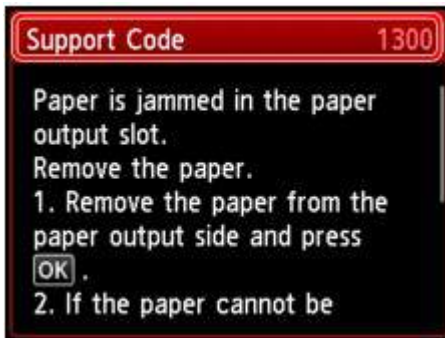 Support Code 1300
Paper is jammed in the paper
output slot.
Remove the paper.
1. Remove the paper from the
paper output side and press
OK .
2. If the paper cannot be